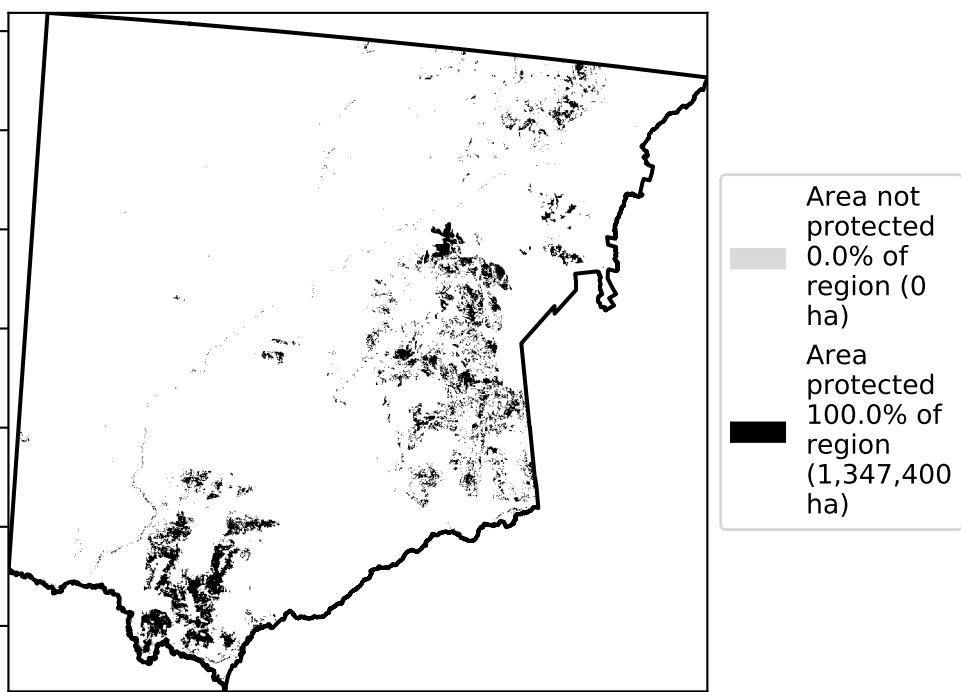 Area not
protected
0.0% of
region (0
ha)
Area
protected
100.0% of
region
(1,347,400
ha)